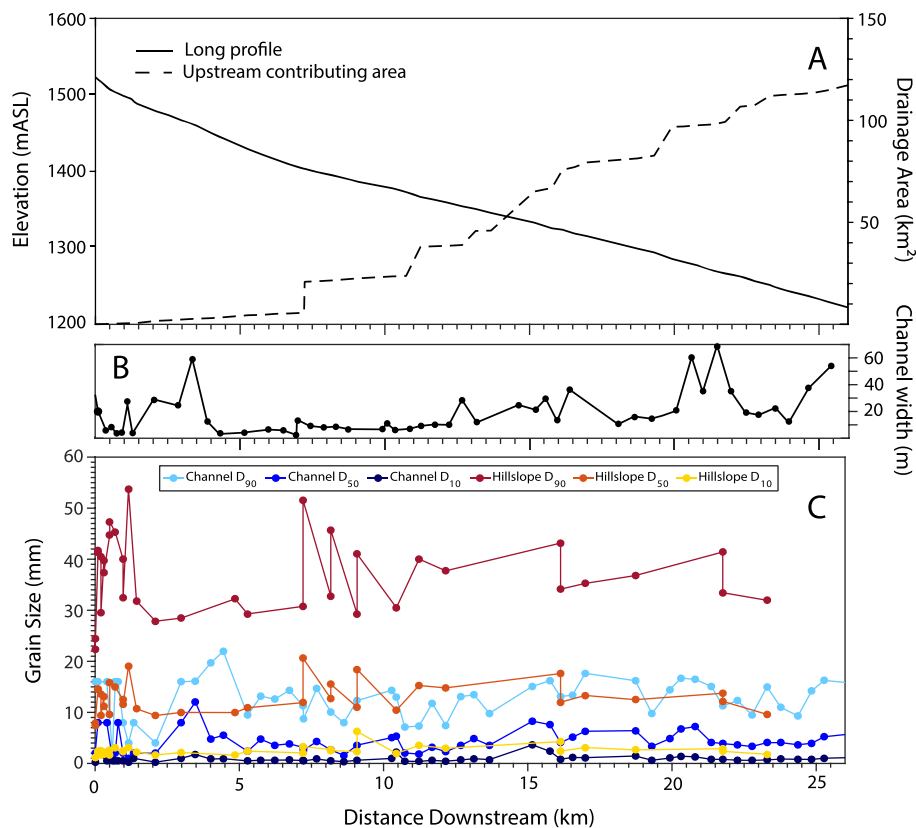 1600
1500
1400
1300
1200
Elevation (mASL)
Long profile
Upstream contributing area
A
150
100
50
Drainage Area (km²)
B
60
40
20
Channel width (m)
60
50
40
30
20
10
0
Grain Size (mm)
Channel D90 Channel D50 Channel D10 Hillslope D90 Hillslope D50 Hillslope D10
C
0 5 10 15 20 25
Distance Downstream (km)